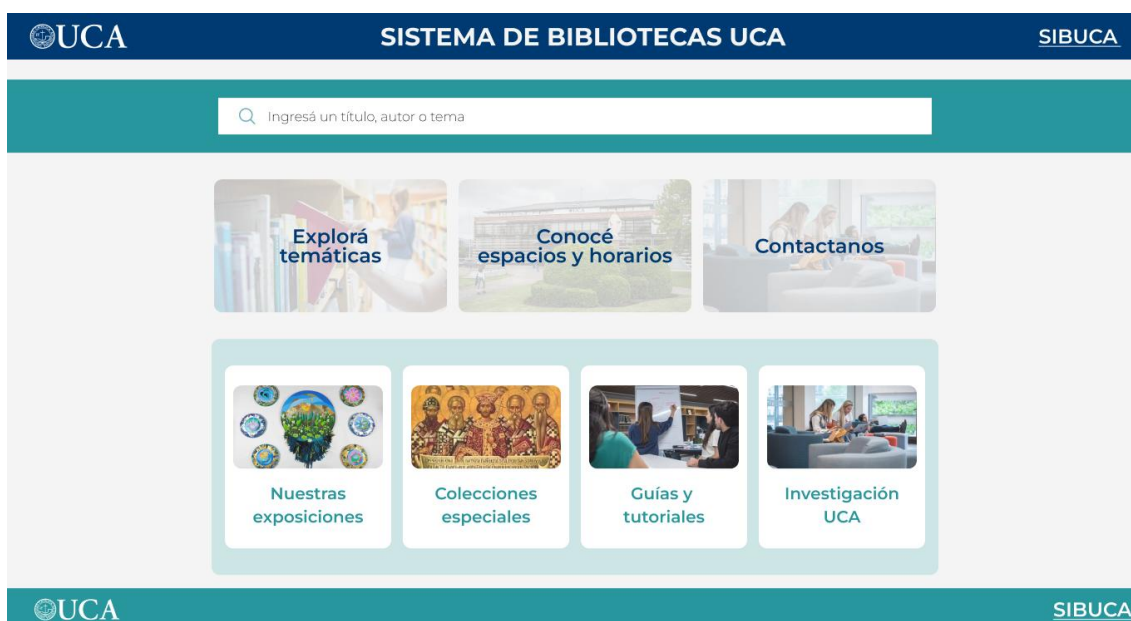 UCA
SISTEMA DE BIBLIOTECAS UCA
SIBUCA
Ingresá un título, autor o tema
Explorá
temáticas
Conocé
espacios y horarios
Contactanos
Nuestras
exposiciones
Colecciones
especiales
Guías y
tutoriales
Investigación
UCA
UCA
SIBUCA